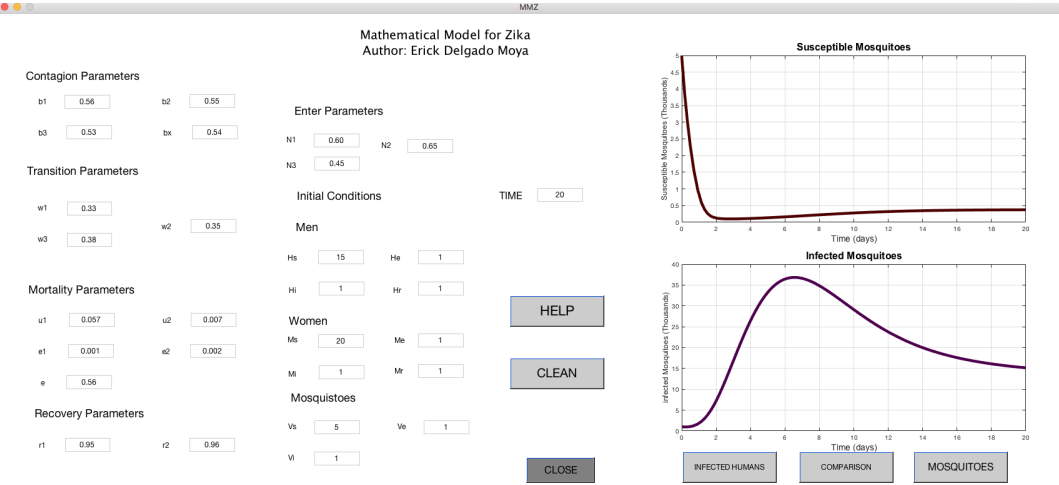 MMZ
Mathematical Model for Zika
Author: Erick Delgado Moya
Contagion Parameters
b1 0.56 b2 0.55
b3 0.53 bx 0.54
Transition Parameters
w1 0.33
w2 0.35
w3 0.38
Mortality Parameters
u1 0.057 u2 0.007
e1 0.001 e2 0.002
e 0.56
Recovery Parameters
r1 0.95 r2 0.96
Enter Parameters
N1 0.60 N2 0.65
N3 0.45
Initial Conditions
Men
Hs 15 He 1
Hi 1 Hr 1
Women
Ms 20 Me 1
Mi 1 Mr 1
Mosquistoes
Vs 5 Ve 1
Vi 1
TIME 20
HELP
CLEAN
CLOSE
Susceptible Mosquitoes
Susceptible Mosquitoes (Thousands)
5
4.5
4
3.5
3
2.5
2
1.5
1
0.5
0
0 2 4 6 8 10 12 14 16 18 20
Time (days)
Infected Mosquitoes
infected Mosquitoes (Thousands)
40
35
30
25
20
15
10
5
0
0 2 4 6 8 10 12 14 16 18 20
Time (days)
INFECTED HUMANS COMPARISON MOSQUITOES